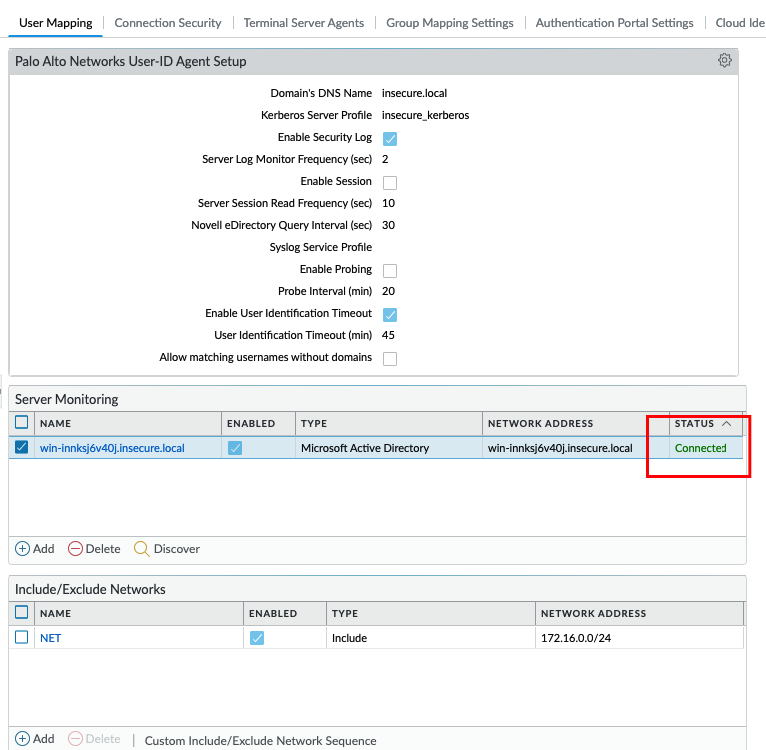 User Mapping Connection Security Terminal Server Agents Group Mapping Settings Authentication Portal Settings Cloud Ide
Palo Alto Networks User-ID Agent Setup
Domain's DNS Name insecure.local
Kerberos Server Profile insecure_kerberos
Enable Security Log
Server Log Monitor Frequency (sec) 2
Enable Session
Server Session Read Frequency (sec) 10
Novell eDirectory Query Interval (sec) 30
Syslog Service Profile
Enable Probing
Probe Interval (min) 20
Enable User Identification Timeout
User Identification Timeout (min) 45
Allow matching usernames without domains
Server Monitoring
NAME ENABLED TYPE NETWORK ADDRESS STATUS
win-innksj6v40j.insecure.local Microsoft Active Directory win-innksj6v40j.insecure.local Connected
Add Delete Discover
Include/Exclude Networks
NAME ENABLED TYPE NETWORK ADDRESS
NET Include 172.16.0.0/24
Add Delete | Custom Include/Exclude Network Sequence